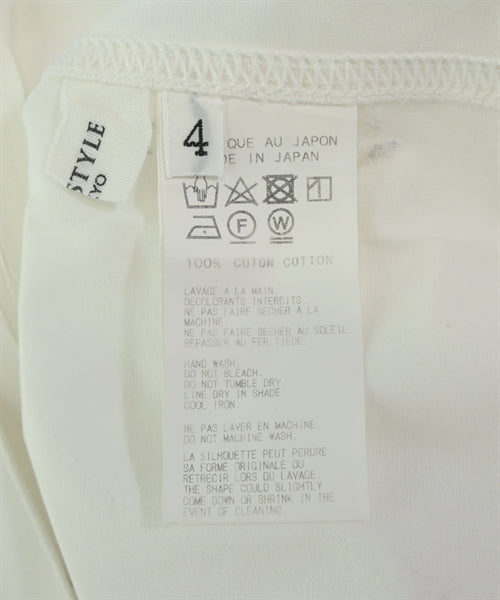 STYLE
YO
4
QUE AU JAPON
DE IN JAPAN
F
W
100% COTON COTTON
LAVAGE A LA MAIN.
DECOLORANTS INTERDITS.
NE PAS FAIRE SECHER A LA
MACHINE.
NE PAS FAIRE SECHER AU SOLEIL.
REPASSER AU FER TIEDE.
HAND WASH.
DO NOT BLEACH.
DO NOT TUMBLE DRY.
LINE DRY IN SHADE.
COOL IRON.
NE PAS LAVER EN MACHINE.
DO NOT MACHINE WASH.
LA SILHOUETTE PEUT PERDRE
SA FORME ORIGINALE OU
RETRECIR LORS DU LAVAGE.
THE SHAPE COULD SLIGHTLY
COME DOWN OR SHRINK IN THE
EVENT OF CLEANING.